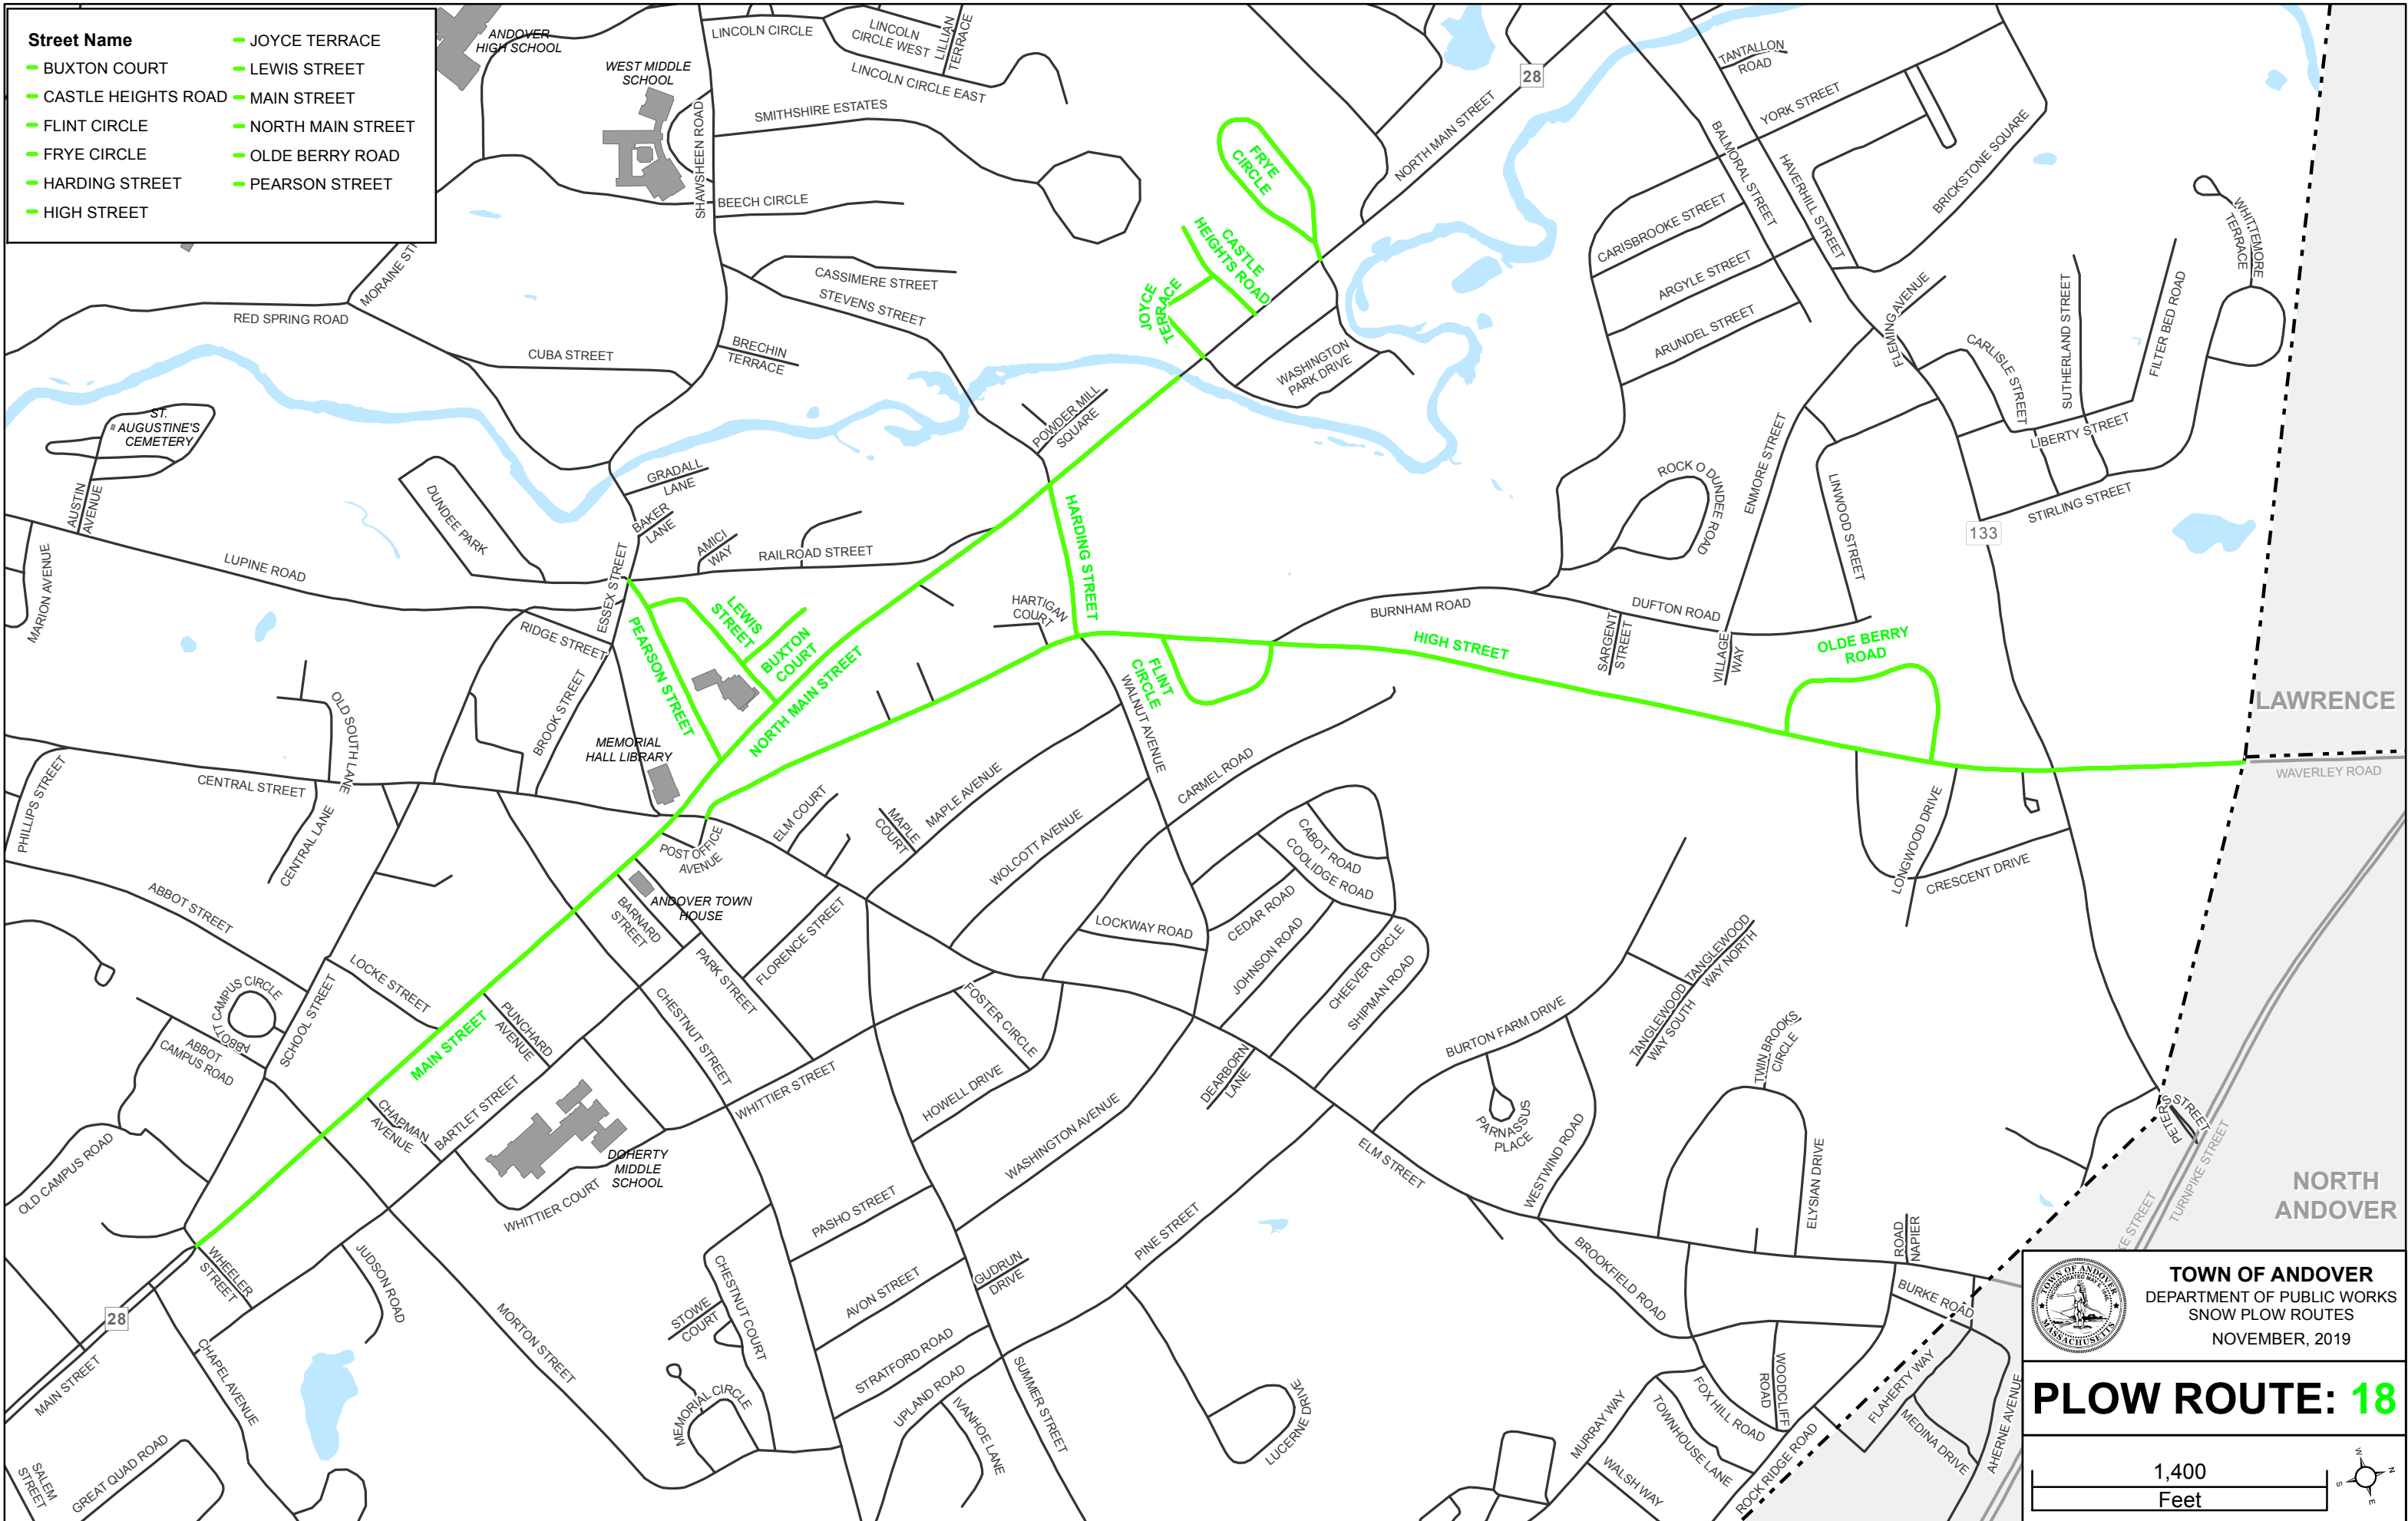 Street Name
BUXTON COURT
CASTLE HEIGHTS ROAD
FLINT CIRCLE
FRYE CIRCLE
HARDING STREET
HIGH STREET
JOYCE TERRACE
LEWIS STREET
MAIN STREET
NORTH MAIN STREET
OLDE BERRY ROAD
PEARSON STREET
ANDOVER
HIGH SCHOOL
WEST MIDDLE
SCHOOL
LINCOLN CIRCLE
LINCOLN
CIRCLE WEST
LILLIAN
TERRACE
LINCOLN CIRCLE EAST
SMITHSHIRE ESTATES
SHAWSHEEN ROAD
BEECH CIRCLE
MORAINE ST
RED SPRING ROAD
CUBA STREET
CASSIMERE STREET
STEVENS STREET
BRECHIN
TERRACE
28
NORTH MAIN STREET
FRYE
CIRCLE
CASTLE
HEIGHTS ROAD
JOYCE
TERRACE
WASHINGTON
PARK DRIVE
POWDER MILL
SQUARE
TANTALLON
ROAD
YORK STREET
BALMORAL STREET
HAVERHILL STREET
BRICKSTONE SQUARE
CARISBROOKE STREET
ARGYLE STREET
ARUNDEL STREET
FLEMING AVENUE
CARLISLE STREET
SUTHERLAND STREET
FILTER BED ROAD
WHITTEMORE
TERRACE
LIBERTY STREET
STIRLING STREET
133
ENMORE STREET
LINWOOD STREET
ROCK O DUNDEE ROAD
ST.
AUGUSTINE'S
CEMETERY
AUSTIN
AVENUE
MARION AVENUE
DUNDEE PARK
LUPINE ROAD
GRADALL
LANE
BAKER
LANE
AMICI
WAY
RAILROAD STREET
ESSEX STREET
RIDGE STREET
BROOK STREET
PEARSON STREET
LEWIS
STREET
BUXTON
COURT
NORTH MAIN STREET
HARDING STREET
HARTIGAN
COURT
BURNHAM ROAD
DUFTON ROAD
SARGENT
STREET
VILLAGE
WAY
HIGH STREET
FLINT
CIRCLE
OLDE BERRY
ROAD
LAWRENCE
WAVERLEY ROAD
OLD SOUTH LANE
MEMORIAL
HALL LIBRARY
CENTRAL STREET
CENTRAL LANE
PHILLIPS STREET
ABBOT STREET
POST OFFICE
AVENUE
ELM COURT
MAPLE
COURT
MAPLE AVENUE
WALNUT AVENUE
WOLCOTT AVENUE
CARMEL ROAD
CABOT ROAD
COOLIDGE ROAD
CEDAR ROAD
JOHNSON ROAD
LOCKWAY ROAD
CHEEVER CIRCLE
SHIPMAN ROAD
LONGWOOD DRIVE
CRESCENT DRIVE
ANDOVER TOWN
HOUSE
BARNARD
STREET
PARK STREET
FLORENCE STREET
LOCKE STREET
SCHOOL STREET
ABBOTT CAMPUS CIRCLE
ABBOT
CAMPUS ROAD
OLD CAMPUS ROAD
MAIN STREET
PUNCHARD
AVENUE
CHESTNUT STREET
CHAPMAN
AVENUE
BARTLET STREET
WHITTIER STREET
FOSTER CIRCLE
HOWELL DRIVE
WASHINGTON AVENUE
DEARBORN
LANE
DOHERTY
MIDDLE
SCHOOL
WHITTIER COURT
BURTON FARM DRIVE
TANGLEWOOD
WAY NORTH
TANGLEWOOD
WAY SOUTH
TWIN BROOKS
CIRCLE
PARNASSUS
PLACE
WESTWIND ROAD
ELM STREET
ELYSIAN DRIVE
PETERS STREET
KE STREET
TURNPIKE STREET
NORTH
ANDOVER
WHEELER
STREET
JUDSON ROAD
28
MAIN STREET
CHAPEL AVENUE
MORTON STREET
STOWE
COURT
CHESTNUT COURT
MEMORIAL CIRCLE
PASHO STREET
AVON STREET
GUDRUN
DRIVE
STRATFORD ROAD
UPLAND ROAD
IVANHOE LANE
SUMMER STREET
PINE STREET
LUCERNE DRIVE
BROOKFIELD ROAD
NAPIER
ROAD
BURKE ROAD
FLAHERTY WAY
MEDINA DRIVE
AHERNE AVENUE
WOODCLIFF
ROAD
FOX HILL ROAD
TOWNHOUSE LANE
ROCK RIDGE ROAD
MURRAY WAY
WALSH WAY
GREAT QUAD ROAD
SALEM
STREET
TOWN OF ANDOVER
INCORPORATED MAY 6, 1646
MASSACHUSETTS
TOWN OF ANDOVER
DEPARTMENT OF PUBLIC WORKS
SNOW PLOW ROUTES
NOVEMBER, 2019
PLOW ROUTE: 18
1,400
Feet
W
N
S
E